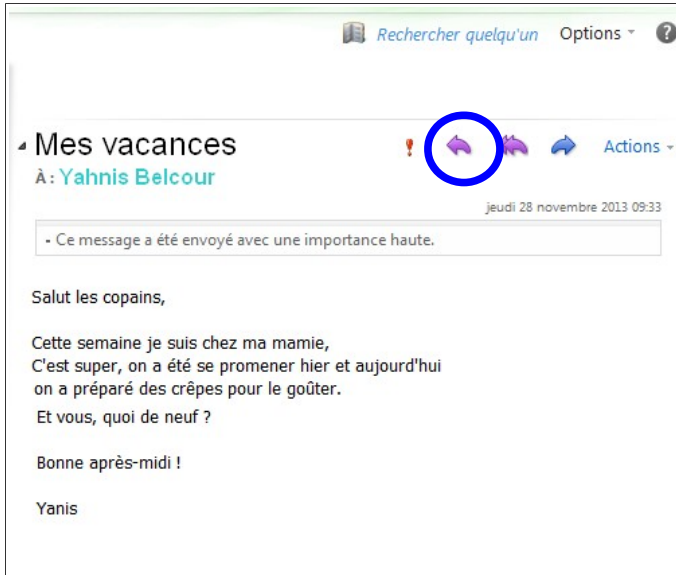 Rechercher quelqu'un Options ?
Mes vacances ! Actions
À : Yahnis Belcour
jeudi 28 novembre 2013 09:33
- Ce message a été envoyé avec une importance haute.
Salut les copains,
Cette semaine je suis chez ma mamie,
C'est super, on a été se promener hier et aujourd'hui
on a préparé des crêpes pour le goûter.
Et vous, quoi de neuf ?
Bonne après-midi !
Yanis